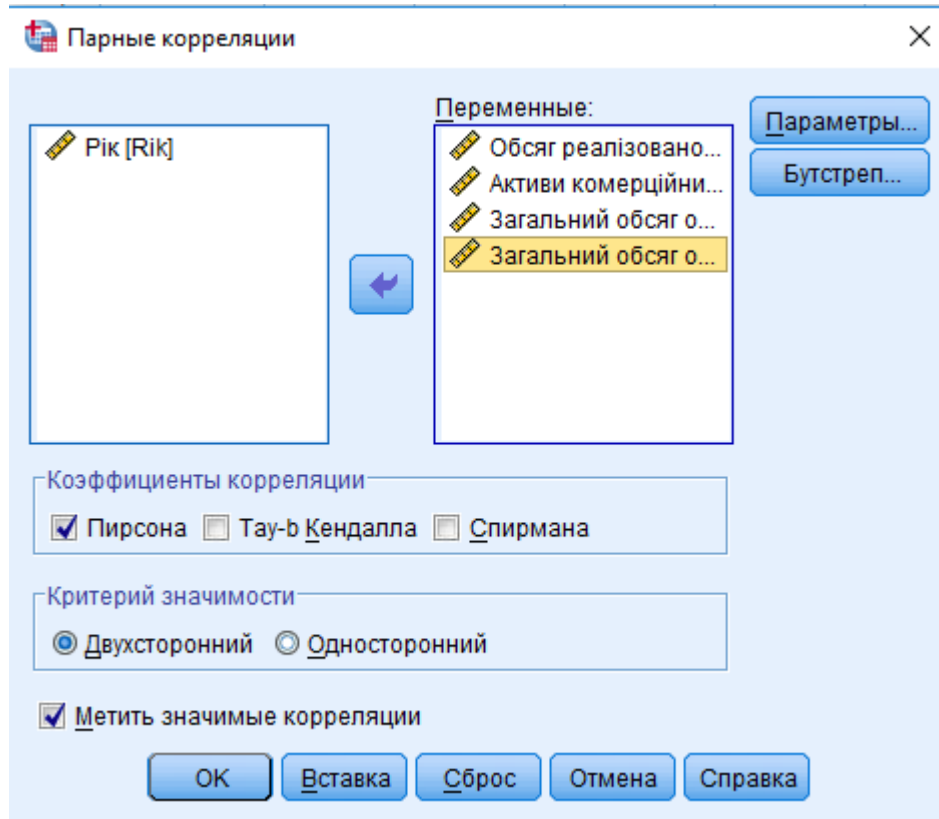 Парные корреляции
Переменные:
Рік [Rik]
Обсяг реалізовано...
Активи комерційни...
Загальний обсяг о...
Загальний обсяг о...
Параметры...
Бутстреп...
Коэффициенты корреляции
Пирсона Тау-b Кендалла Спирмана
Критерий значимости
Двухсторонний Односторонний
Метить значимые корреляции
OK Вставка Сброс Отмена Справка